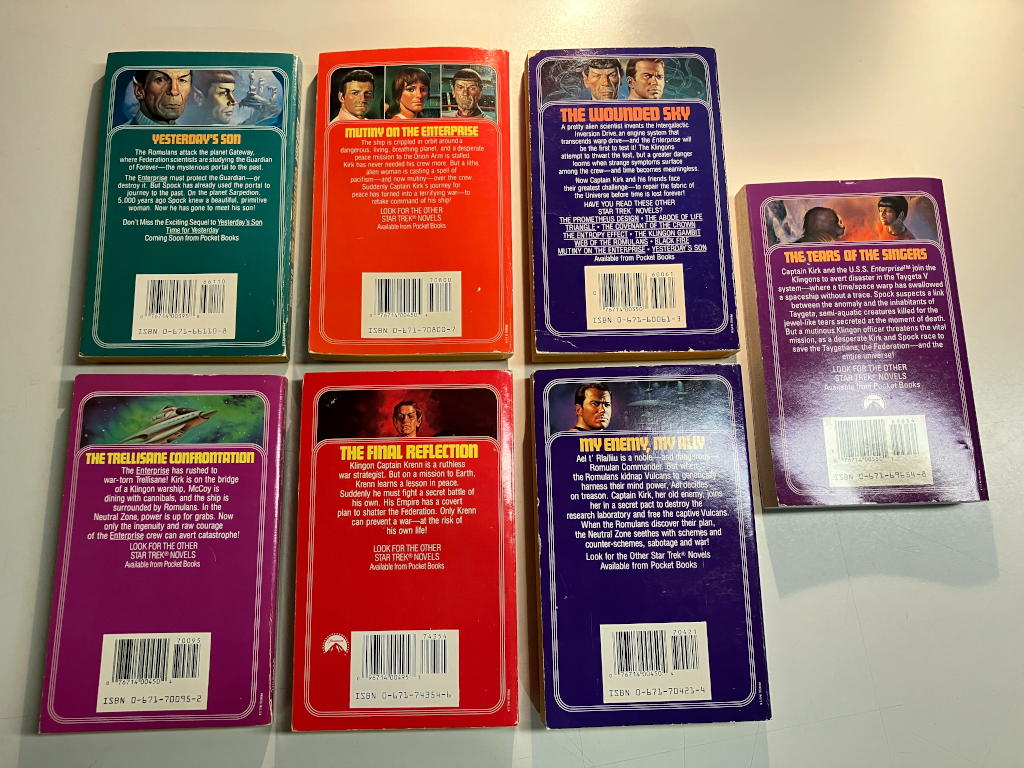 YESTERDAY'S SON
The Romulans attack the planet Gateway,
where Federation scientists are studying the Guardian
of Forever—the mysterious portal to the past.
The Enterprise must protect the Guardian—or
destroy it. But Spock has already used the portal to
journey to the past. On the planet Sarpedion,
5,000 years ago Spock knew a beautiful, primitive
woman. Now he has gone to meet his son!
Don't Miss the Exciting Sequel to Yesterday's Son
Time for Yesterday
Coming Soon from Pocket Books
66110
ISBN 0-671-66110-8
MUTINY ON THE ENTERPRISE
The ship is crippled in orbit around a
dangerous, living, breathing planet, and a desperate
peace mission to the Orion Arm is stalled.
Kirk has never needed his crew more. But a lithe,
alien woman is casting a spell of
pacifism—and now mutiny—over the crew
Suddenly Captain Kirk's journey for
peace has turned into a terrifying war—to
retake command of his ship!
LOOK FOR THE OTHER
STAR TREK® NOVELS
Available from Pocket Books
70800
0 76714 00450 4
ISBN 0-671-70800-7
THE WOUNDED SKY
A pretty alien scientist invents the Intergalactic
Inversion Drive, an engine system that
transcends warp drive—and the Enterprise will
be the first to test it! The Klingons
attempt to thwart the test, but a greater danger
looms when strange symptoms surface
among the crew—and time becomes meaningless.
Now Captain Kirk and his friends face
their greatest challenge—to repair the fabric of
the Universe before time is lost forever!
HAVE YOU READ THESE OTHER
STAR TREK® NOVELS?
THE PROMETHEUS DESIGN • THE ABODE OF LIFE
TRIANGLE • THE COVENANT OF THE CROWN
THE ENTROPY EFFECT • THE KLINGON GAMBIT
WEB OF THE ROMULANS • BLACK FIRE
MUTINY ON THE ENTERPRISE • YESTERDAY'S SON
Available from Pocket Books
60061
0 76714 00350
ISBN 0-671-60061-3
THE TEARS OF THE SINGERS
Captain Kirk and the U.S.S. Enterprise™ join the
Klingons to avert disaster in the Taygeta V
system—where a time/space warp has swallowed
a spaceship without a trace. Spock suspects a link
between the anomaly and the inhabitants of
Taygeta, semi-aquatic creatures killed for the
jewel-like tears secreted at the moment of death.
But a mutinous Klingon officer threatens the vital
mission, as a desperate Kirk and Spock race to
save the Taygetians, the Federation—and the
entire universe!
LOOK FOR THE OTHER
STAR TREK® NOVELS
Available from Pocket Books
69654
ISBN 0-671-69654-8
THE TRELLISANE CONFRONTATION
The Enterprise has rushed to
war-torn Trellisane! Kirk is on the bridge
of a Klingon warship, McCoy is
dining with cannibals, and the ship is
surrounded by Romulans. In the
Neutral Zone, power is up for grabs. Now
only the ingenuity and raw courage
of the Enterprise crew can avert catastrophe!
LOOK FOR THE OTHER
STAR TREK® NOVELS
Available from Pocket Books
70095
0 76714 00450 4
ISBN 0-671-70095-2
THE FINAL REFLECTION
Klingon Captain Krenn is a ruthless
war strategist. But on a mission to Earth,
Krenn learns a lesson in peace.
Suddenly he must fight a secret battle of
his own. His Empire has a covert
plan to shatter the Federation. Only Krenn
can prevent a war—at the risk of
his own life!
LOOK FOR THE OTHER
STAR TREK® NOVELS
Available from Pocket Books
74354
0 76714 00495
ISBN 0-671-74354-6
MY ENEMY, MY ALLY
Ael t' Rlailiiu is a noble—and dangerous—
Romulan Commander. But when
the Romulans kidnap Vulcans to genetically
harness their mind power, Ael decides
on treason. Captain Kirk, her old enemy, joins
her in a secret pact to destroy the
research laboratory and free the captive Vulcans.
When the Romulans discover their plan,
the Neutral Zone seethes with schemes and
counter-schemes, sabotage and war!
Look for the Other Star Trek® Novels
Available from Pocket Books
70421
0 76714 00450 4
ISBN 0-671-70421-4